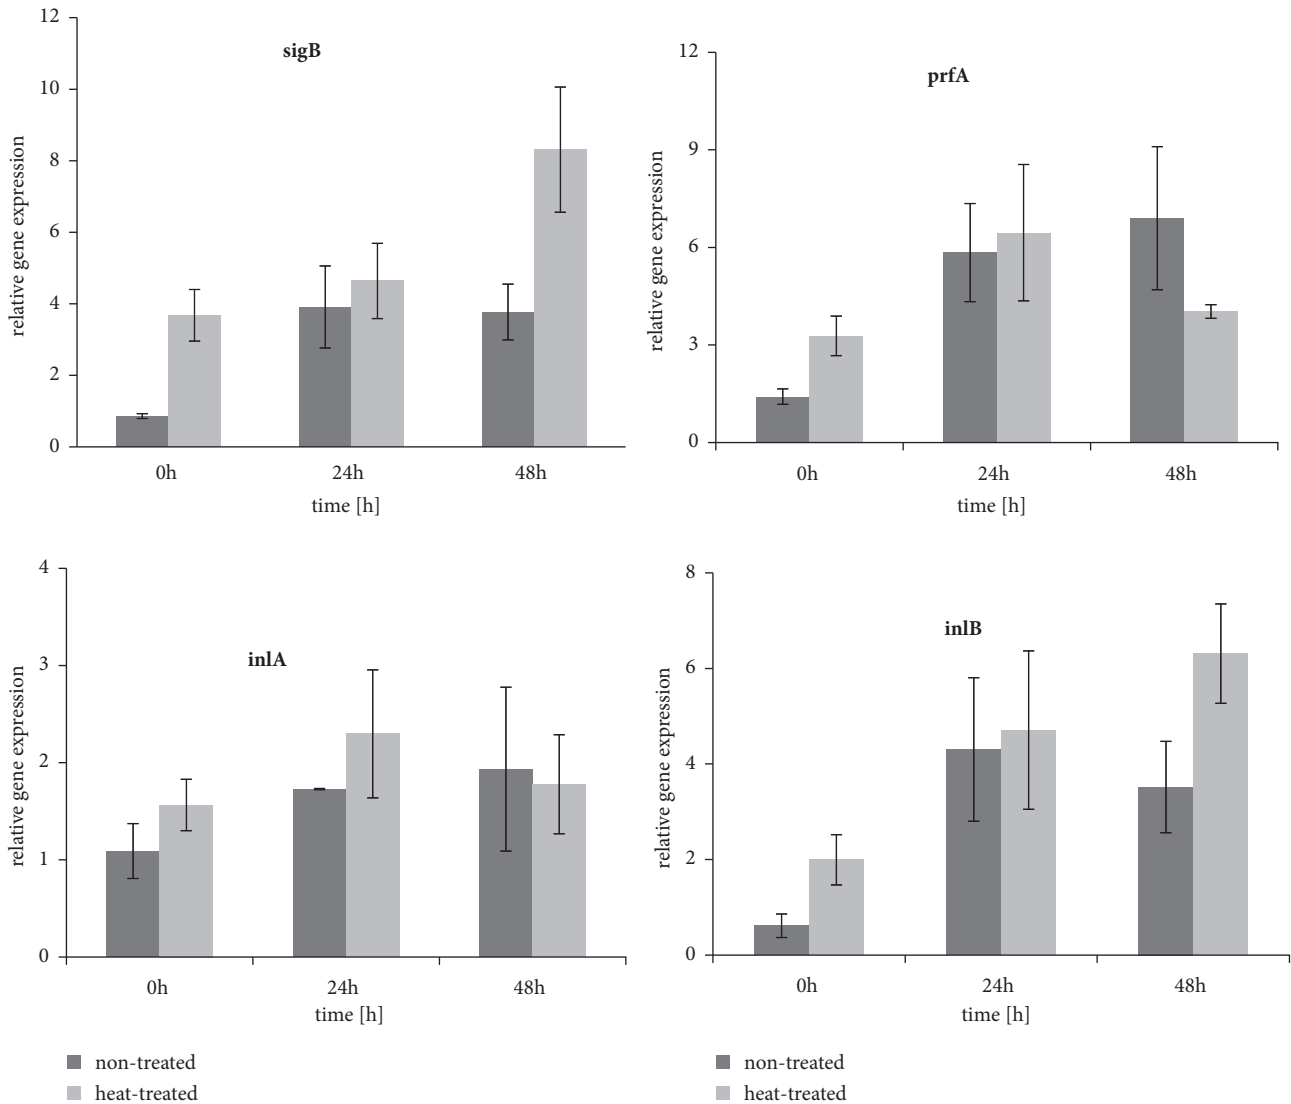 sigB
relative gene expression
12
10
8
6
4
2
0
0h 24h 48h
time [h]
prfA
relative gene expression
12
9
6
3
0
0h 24h 48h
time [h]
inlA
relative gene expression
4
3
2
1
0
0h 24h 48h
time [h]
non-treated
heat-treated
inlB
relative gene expression
8
6
4
2
0
0h 24h 48h
time [h]
non-treated
heat-treated